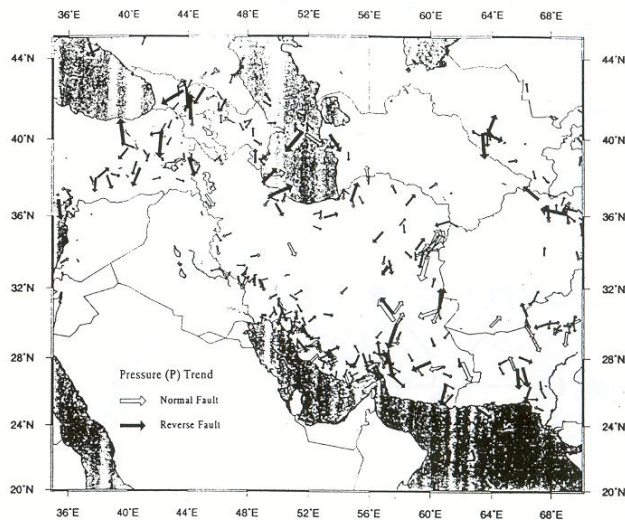 36°E 40°E 44°E 48°E 52°E 56°E 60°E 64°E 68°E
44°N 44°N
40°N 40°N
36°N 36°N
32°N 32°N
28°N 28°N
Pressure (P) Trend
Normal Fault
Reverse Fault
24°N 24°N
20°N 20°N
36°E 40°E 44°E 48°E 52°E 56°E 60°E 64°E 68°E